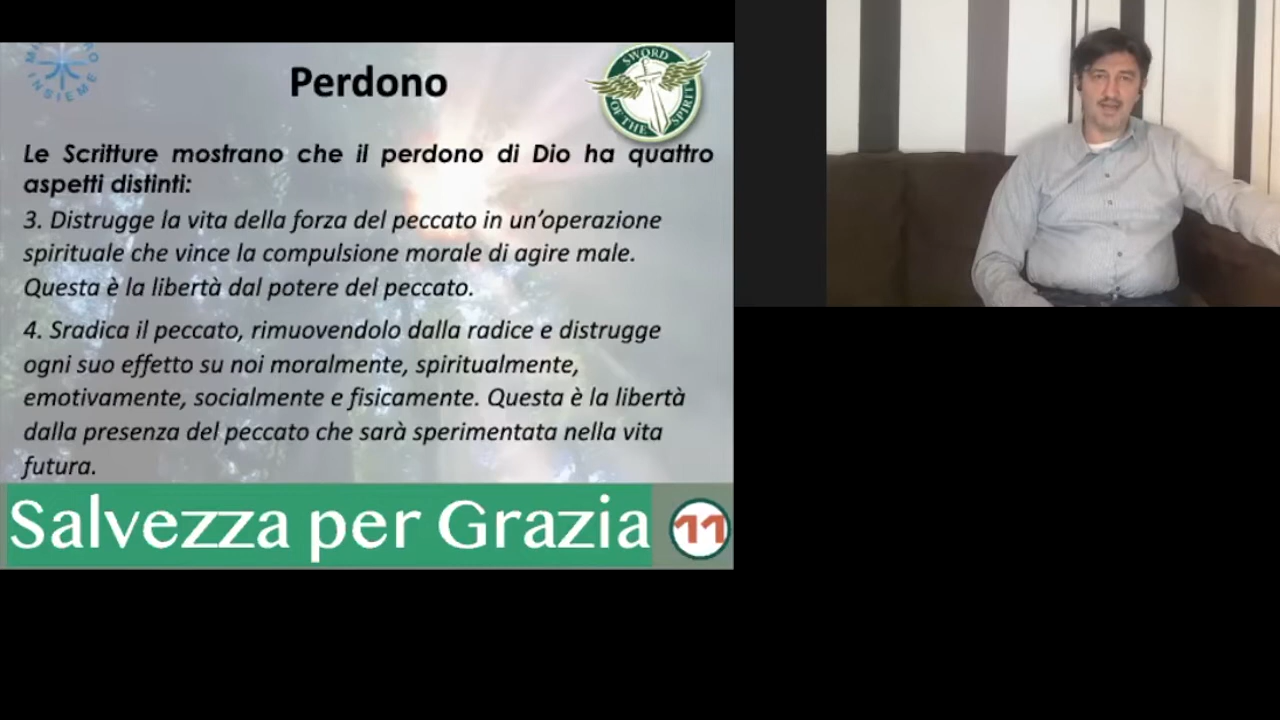 INSIEME
Perdono
SWORD
OF THE SPIRIT
Le Scritture mostrano che il perdono di Dio ha quattro
aspetti distinti:
3. Distrugge la vita della forza del peccato in un’operazione
spirituale che vince la compulsione morale di agire male.
Questa è la libertà dal potere del peccato.
4. Sradica il peccato, rimuovendolo dalla radice e distrugge
ogni suo effetto su noi moralmente, spiritualmente,
emotivamente, socialmente e fisicamente. Questa è la libertà
dalla presenza del peccato che sarà sperimentata nella vita
futura.
Salvezza per Grazia
11